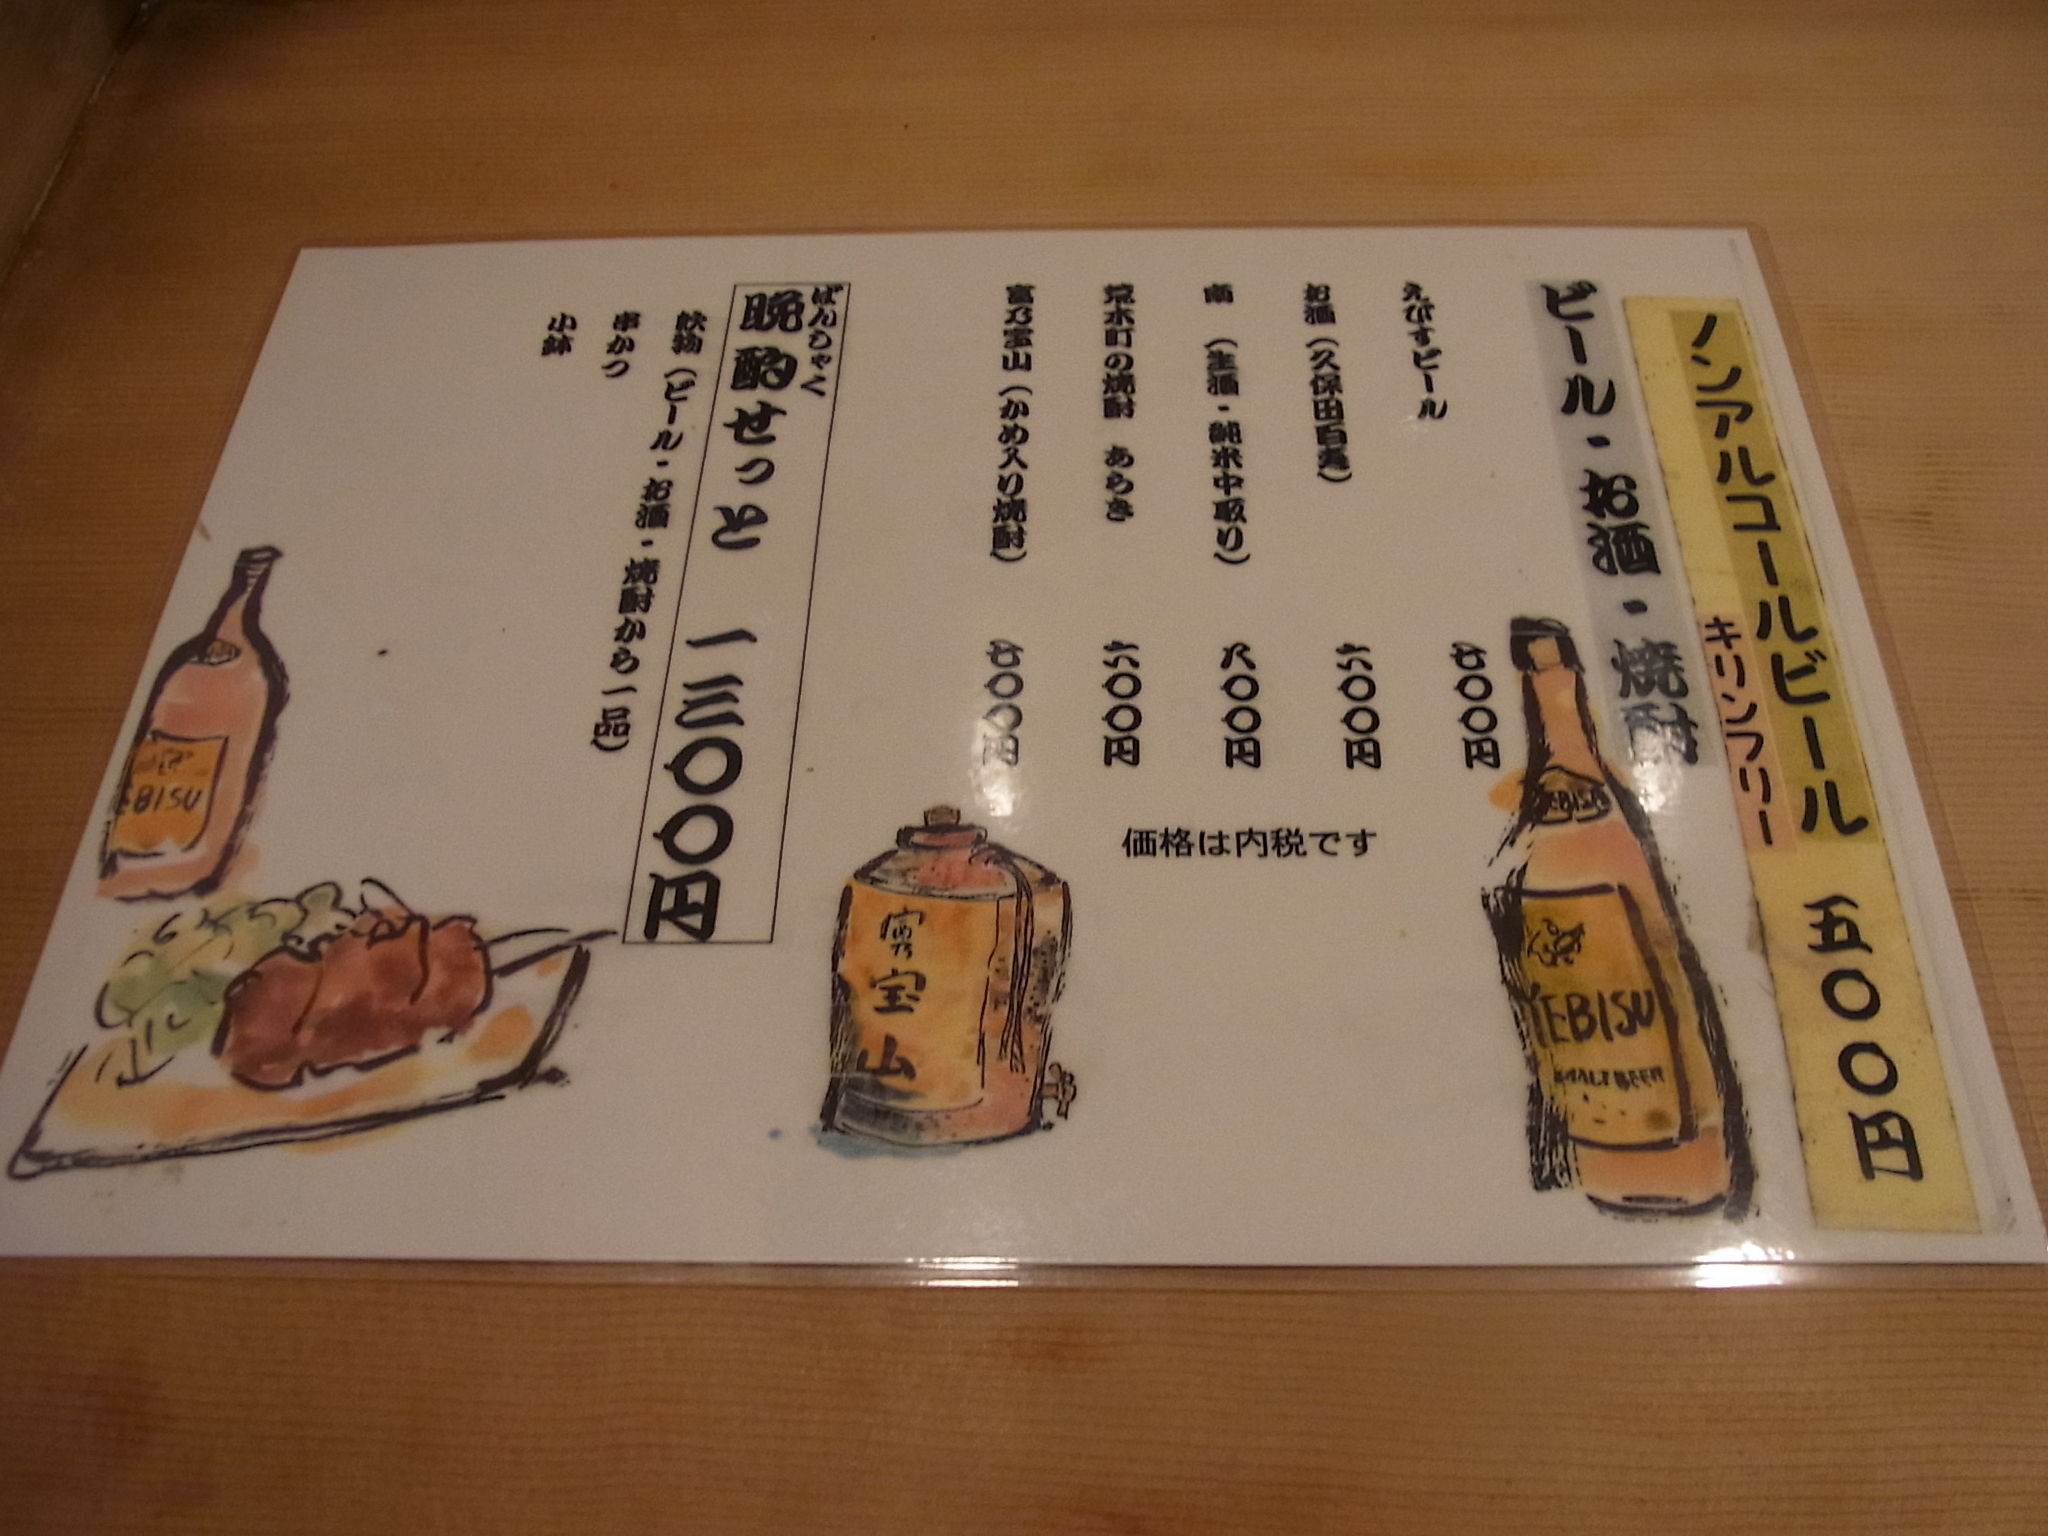 ノンアルコールビール 五〇〇円
キリンフリー
ビール・お酒・焼酎
えびすビール 七〇〇円
お酒（久保田百寿） 六〇〇円
南（生酒・純米中取り） 八〇〇円
荒木町の焼酎 あらき 六〇〇円
富乃宝山（かめ入り焼酎） 七〇〇円
価格は内税です
ばんしゃく
晩酌せっと 一三〇〇円
飲物（ビール・お酒・焼酎から一品）
串かつ
小鉢
YEBISU
YEBISU
MALT BEER
富乃宝山
EBISU